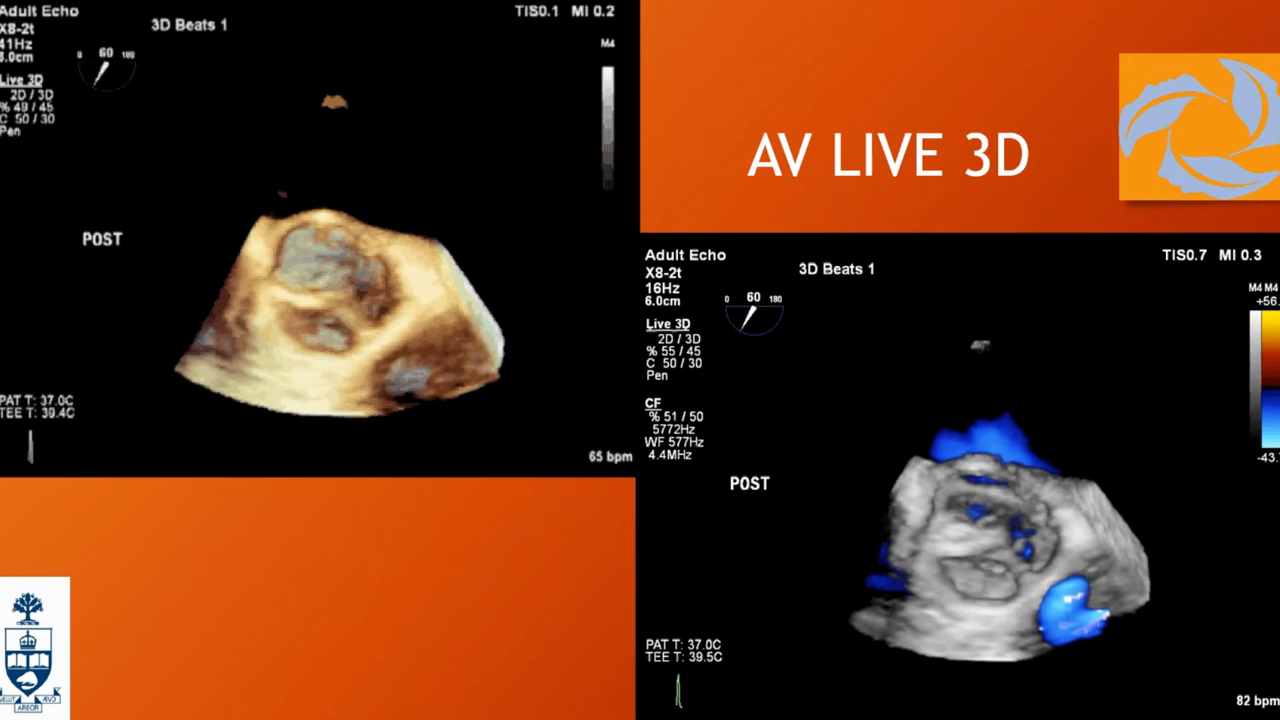 Adult Echo
TIS0.1 MI 0.2
X8-2t
3D Beats 1
41Hz
M4
0 60 180
Live 3D
2D / 3D
% 49 / 45
C 50 / 30
Pen
POST
PAT T: 37.0C
TEE T: 39.4C
65 bpm
AV LIVE 3D
Adult Echo
TIS0.7 MI 0.3
X8-2t
3D Beats 1
16Hz
M4 M4
6.0cm
+56.
0 60 180
Live 3D
2D / 3D
% 55 / 45
C 50 / 30
Pen
CF
% 51 / 50
5772Hz
WF 577Hz
4.4MHz
-43.
POST
PAT T: 37.0C
TEE T: 39.5C
82 bpm
ARBOR
ÆVO